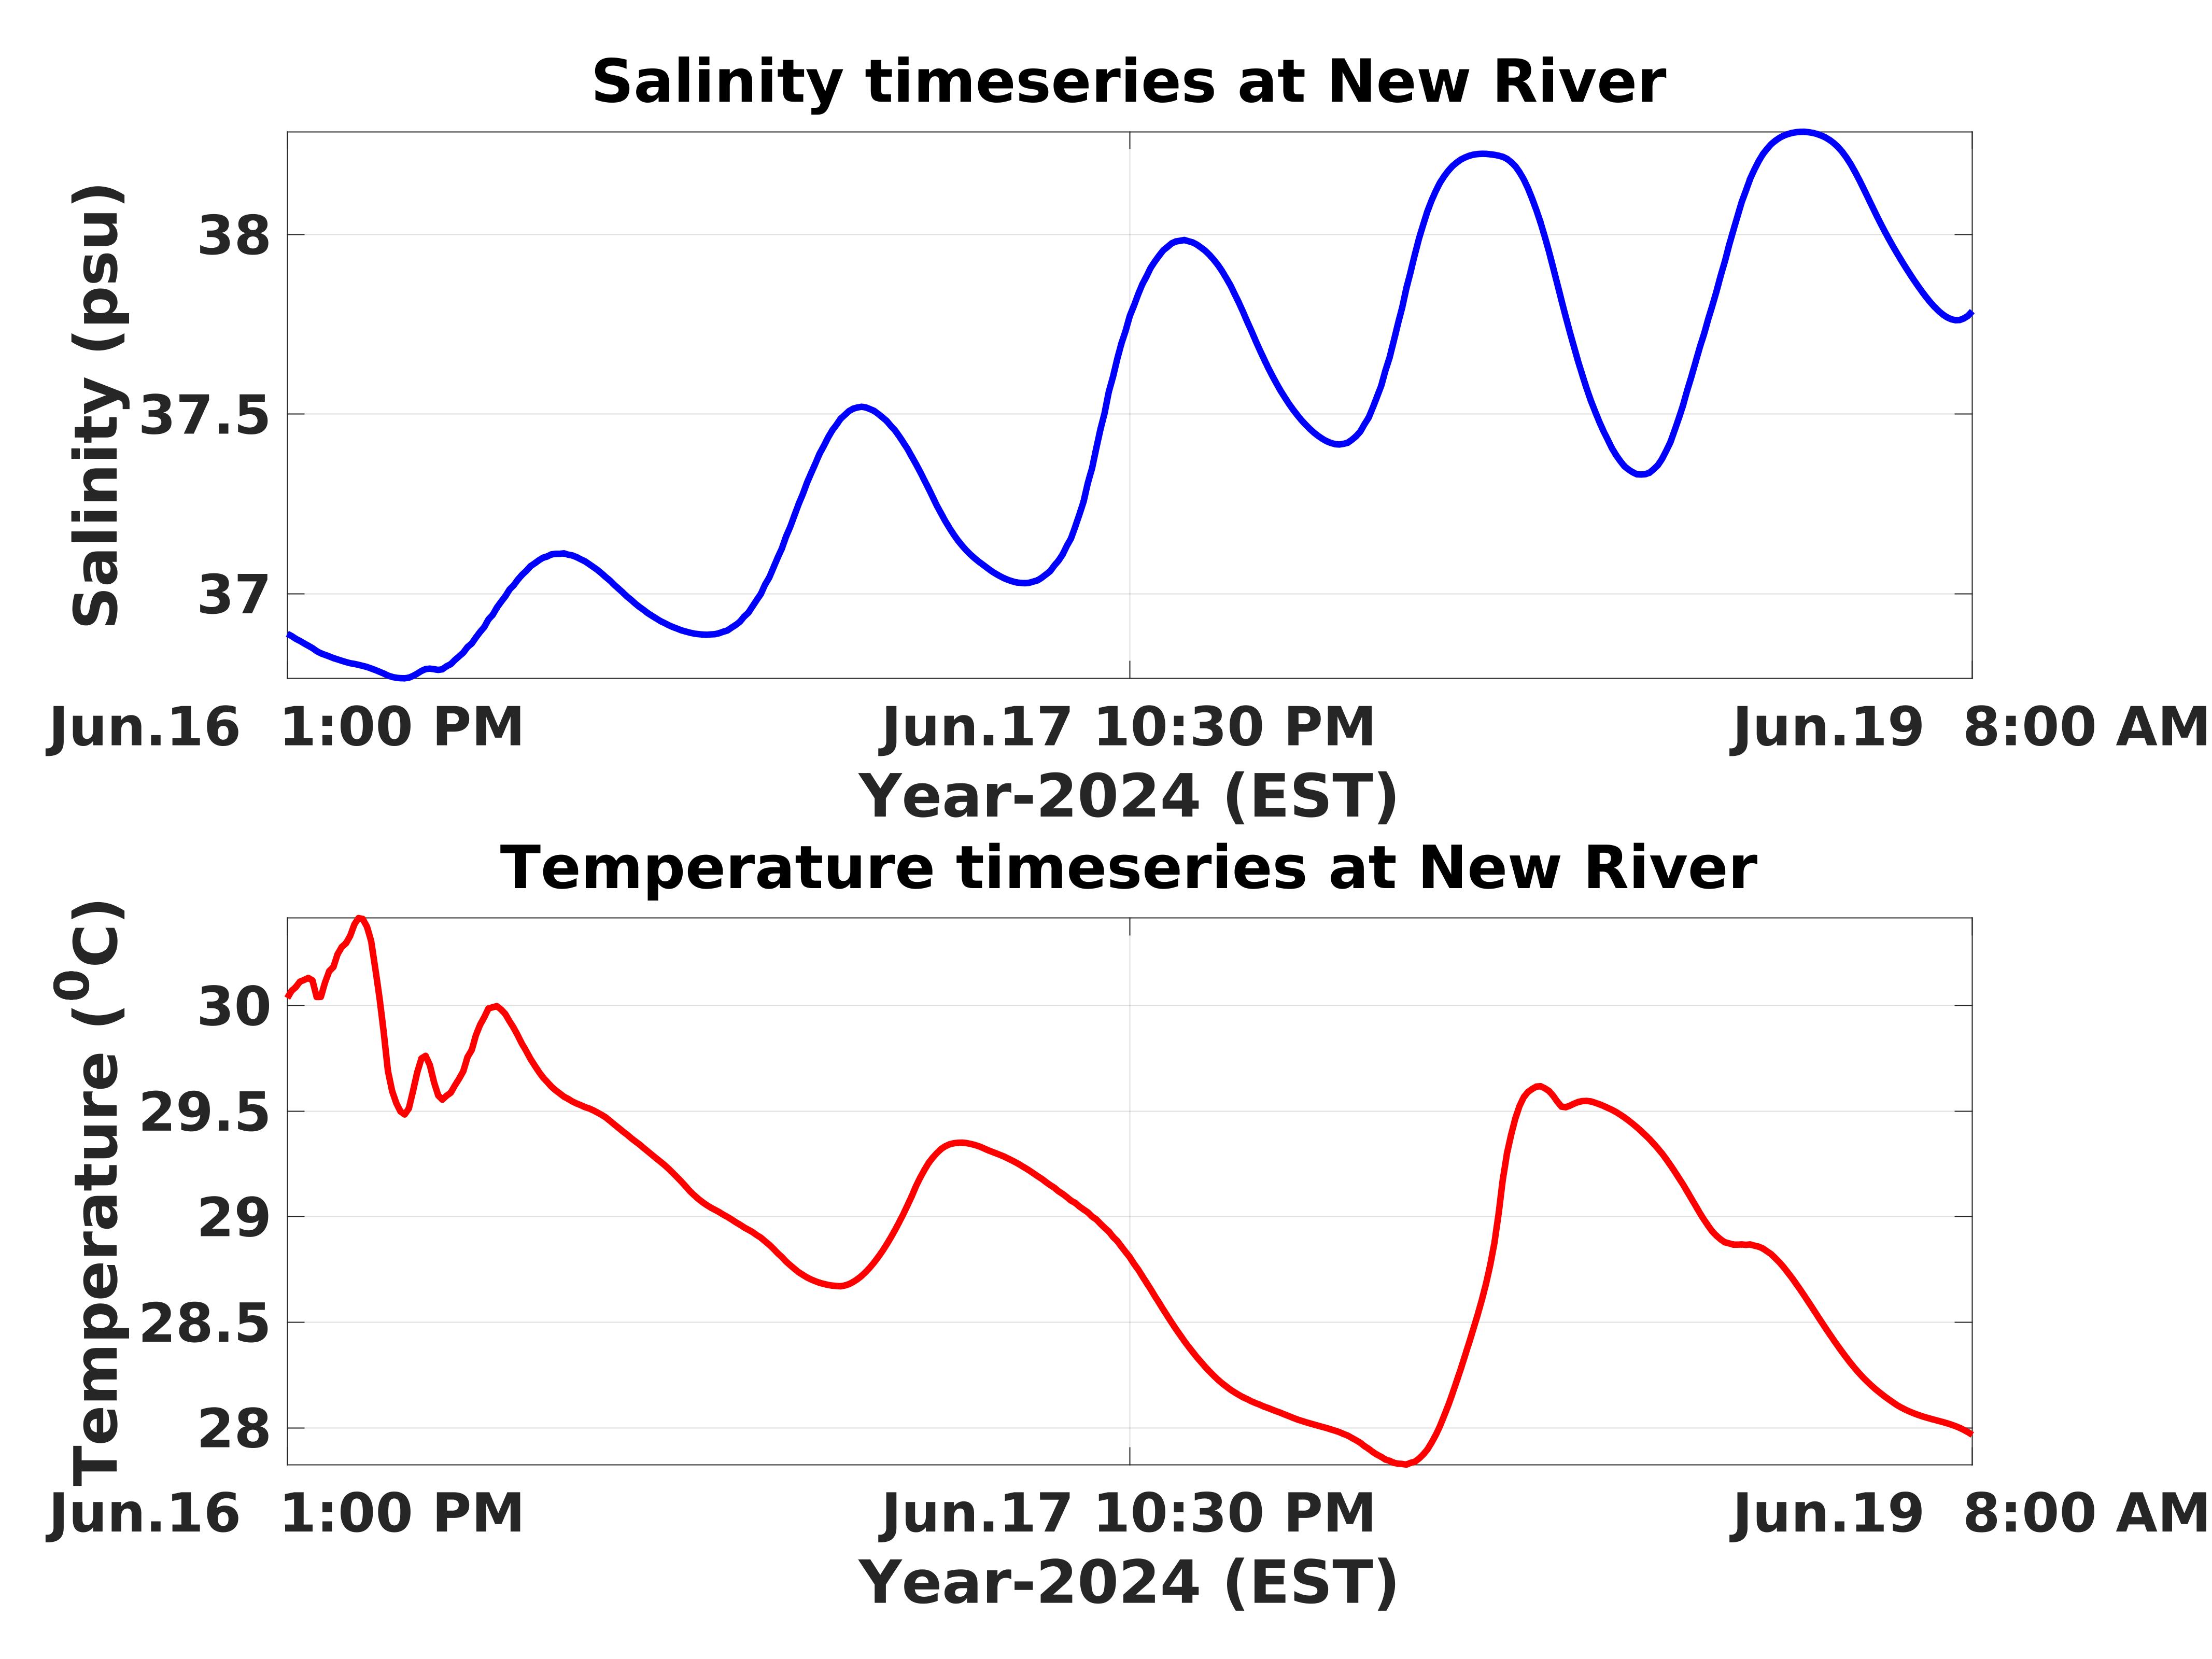 Salinity timeseries at New River
Salinity (psu)
38
37.5
37
Jun.16  1:00 PM Jun.17 10:30 PM Jun.19  8:00 AM
Year-2024 (EST)
Temperature timeseries at New River
Temperature (⁰C)
30
29.5
29
28.5
28
Jun.16  1:00 PM Jun.17 10:30 PM Jun.19  8:00 AM
Year-2024 (EST)